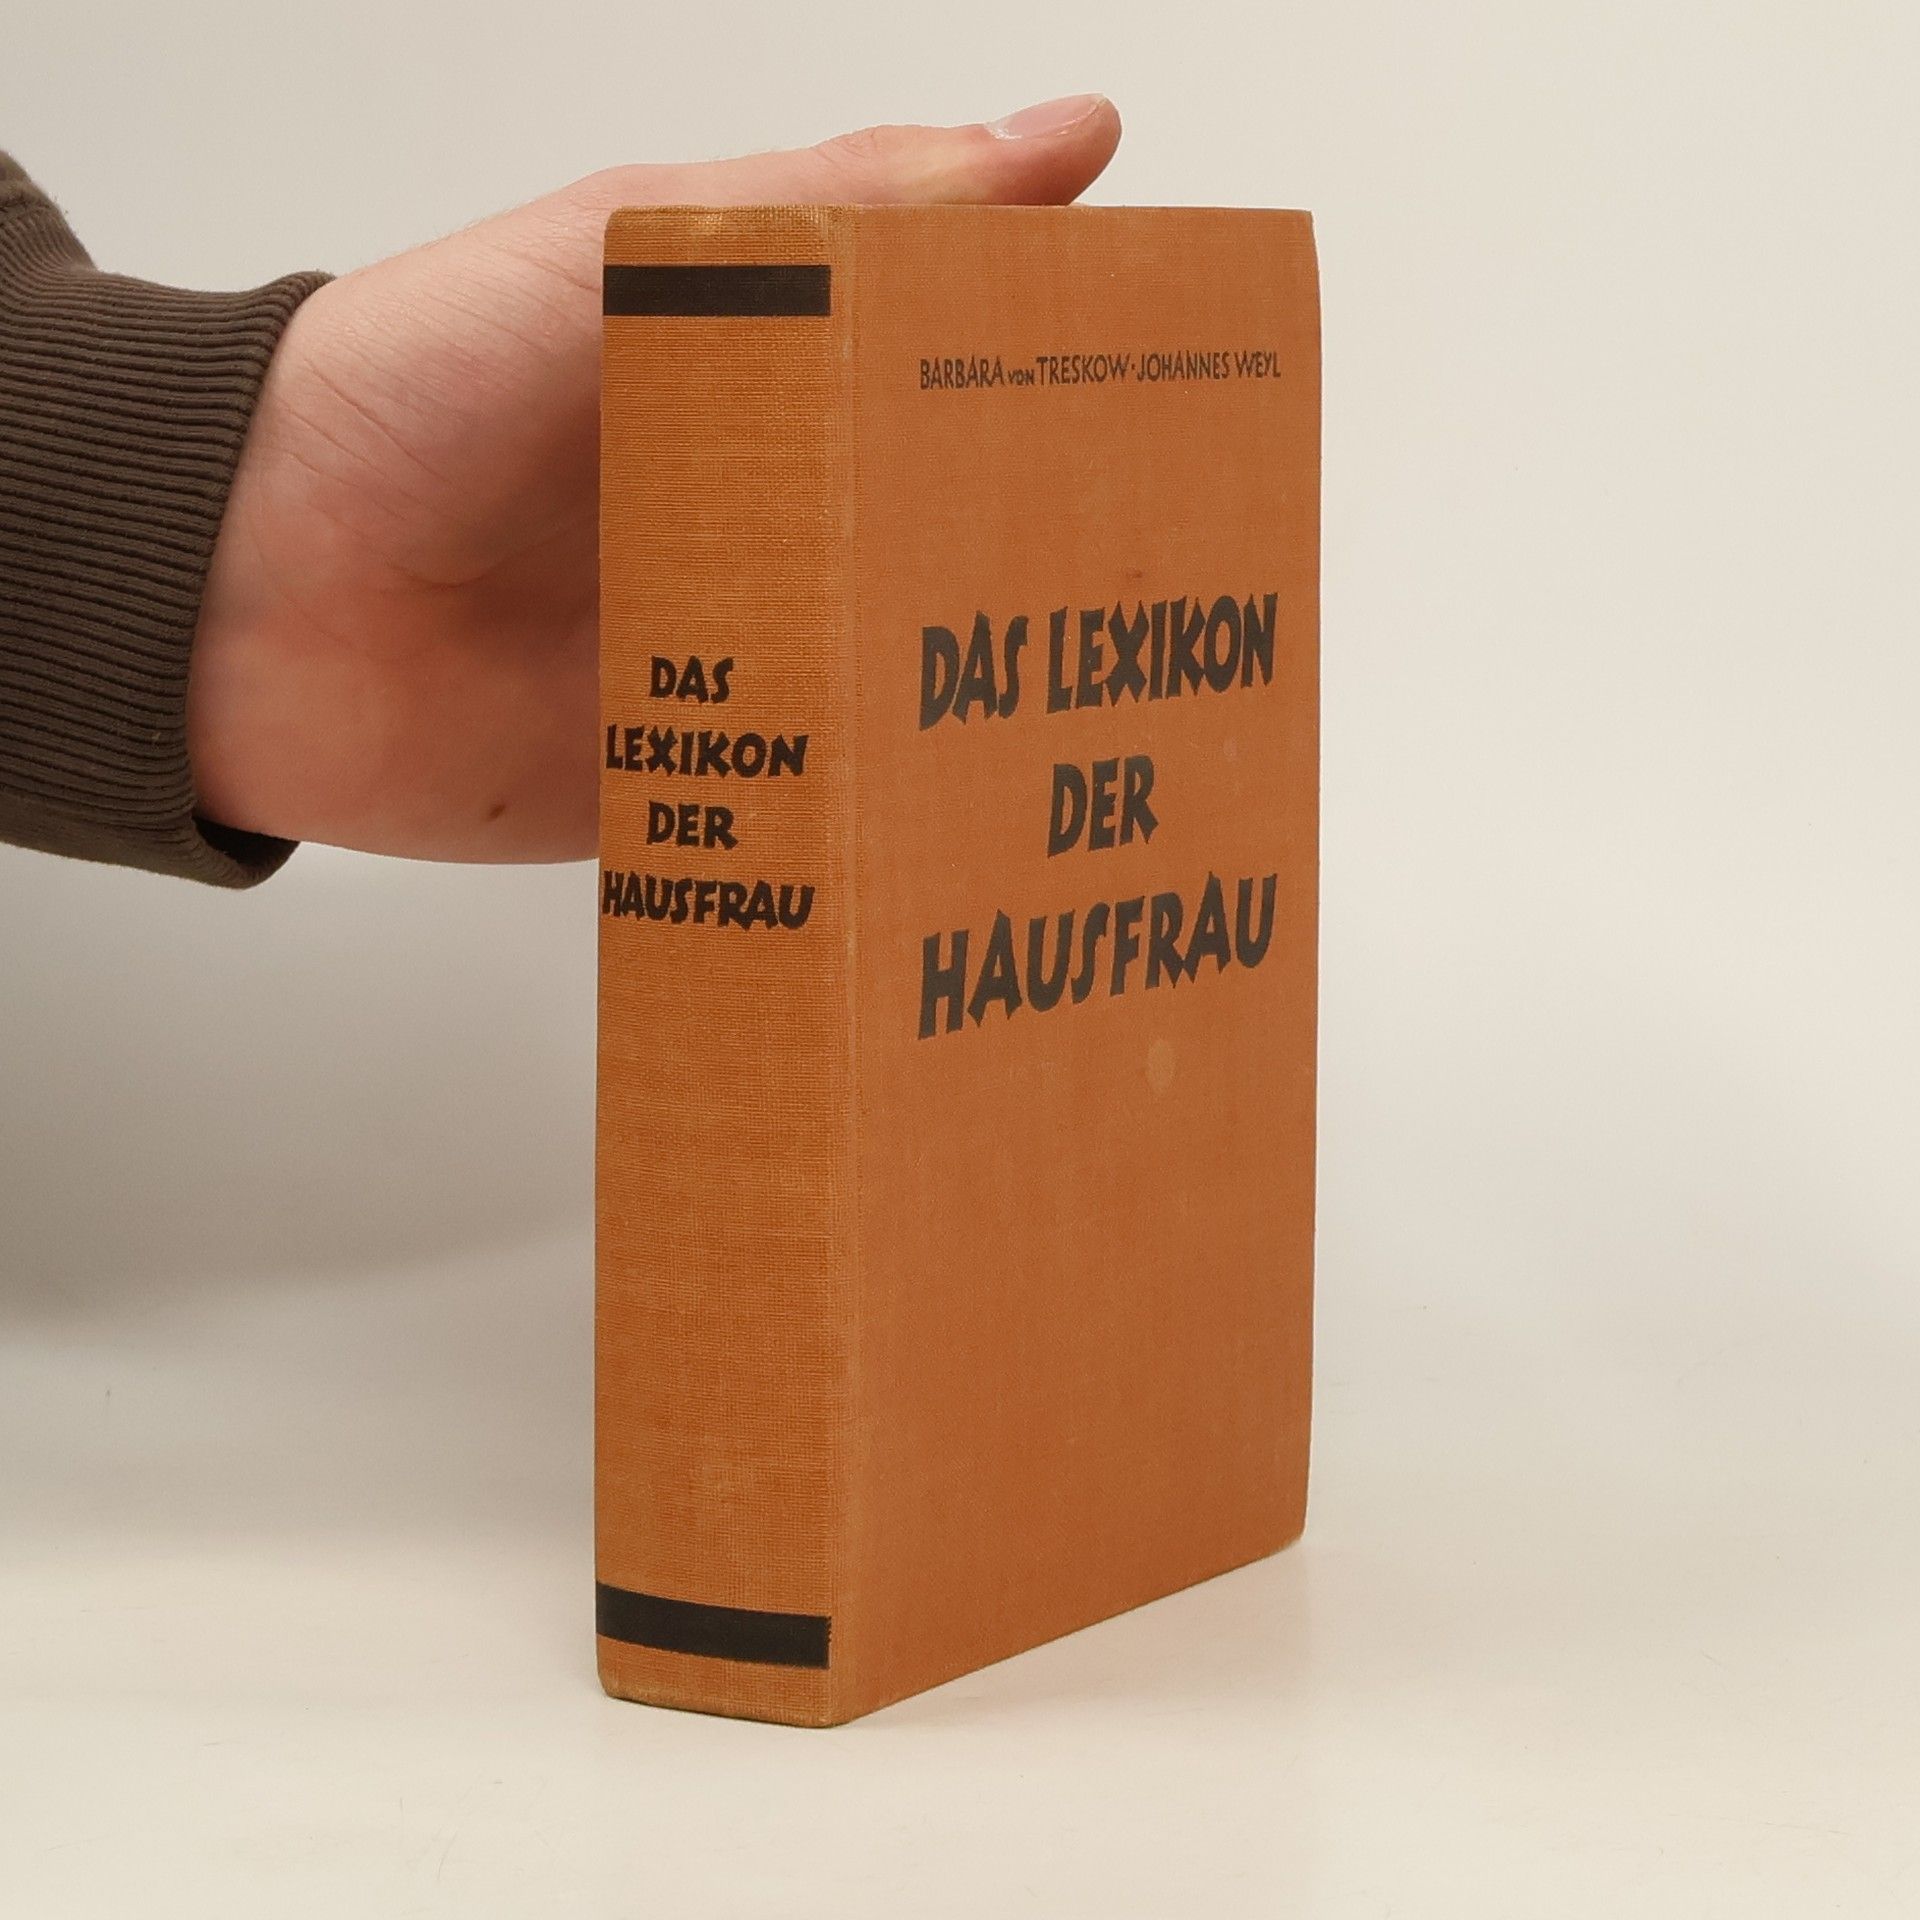 DAS
LEXIKON
DER
HAUSFRAU
BARBARA VON TRESKOW · JOHANNES WEYL
DAS LEXIKON
DER
HAUSFRAU